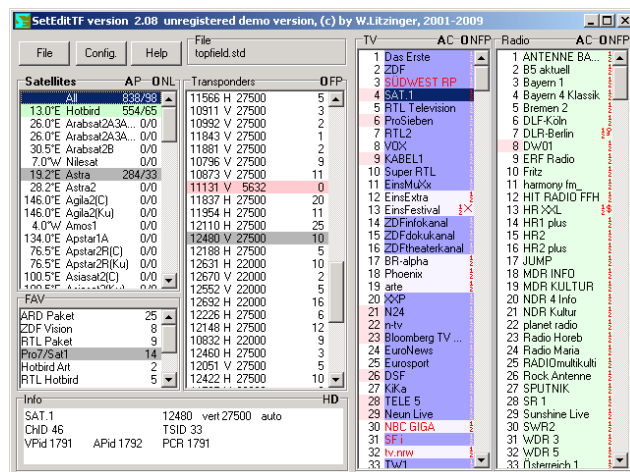 SetEditTF version 2.08 unregistered demo version, (c) by W.Litzinger, 2001-2009
File Config. Help
File
topfield.std
Satellites AP ONL
All 838/98
13.0°E Hotbird 554/65
26.0°E Arabsat2A3A... 0/0
26.0°E Arabsat2A3A... 0/0
30.5°E Arabsat2B 0/0
7.0°W Nilesat 0/0
19.2°E Astra 284/33
28.2°E Astra2 0/0
146.0°E Agila2(C) 0/0
146.0°E Agila2(Ku) 0/0
4.0°W Amos1 0/0
134.0°E Apstar1A 0/0
76.5°E Apstar2R(C) 0/0
76.5°E Apstar2R(Ku) 0/0
100.5°E Asiasat2(C) 0/0
FAV
ARD Paket 25
ZDF Vision 8
RTL Paket 9
Pro7/Sat1 14
Hotbird Art 2
RTL Hotbird 5
Transponders OFP
11566 H 27500 5
10911 V 27500 3
10992 V 27500 2
11843 V 27500 1
11881 V 27500 2
10796 V 27500 9
10873 V 27500 11
11131 V 5632 0
11837 H 27500 20
11954 H 27500 11
12110 H 27500 25
12480 V 27500 10
12188 H 27500 5
12631 H 22000 10
12670 V 22000 5
12552 V 22000 5
12692 H 22000 16
12226 H 27500 6
12148 H 27500 12
10832 H 22000 9
12460 H 27500 3
12051 V 27500 5
12422 H 27500 10
Info HD
SAT.1 12480 vert 27500 auto
ChID 46 TSID 33
VPid 1791 APid 1792 PCR 1791
TV AC ONFP
1 Das Erste
2 ZDF
3 SÜDWEST RP
4 SAT.1
5 RTL Television
6 ProSieben
7 RTL2
8 VOX
9 KABEL1
10 Super RTL
11 EinsMuXx
12 EinsExtra
13 EinsFestival
14 ZDFinfokanal
15 ZDFdokukanal
16 ZDFtheaterkanal
17 BR-alpha
18 Phoenix
19 arte
20 XXP
21 N24
22 n-tv
23 Bloomberg TV ...
24 EuroNews
25 Eurosport
26 DSF
27 KiKa
28 TELE 5
29 Neun Live
30 NBC GIGA
31 SF i
32 tv.nrw
33 TW1
Radio AC ONFP
1 ANTENNE BA...
2 B5 aktuell
3 Bayern 1
4 Bayern 4 Klassik
5 Bremen 2
6 DLF-Köln
7 DLR-Berlin
8 DW01
9 ERF Radio
10 Fritz
11 harmony fm_
12 HIT RADIO FFH
13 HR XXL
14 HR1 plus
15 HR2
16 HR2 plus
17 JUMP
18 MDR INFO
19 MDR KULTUR
20 NDR 4 Info
21 NDR Kultur
22 planet radio
23 Radio Horeb
24 Radio Maria
25 RADIOmultikulti
26 Rock Antenne
27 SPUTNIK
28 SR 1
29 Sunshine Live
30 SWR2
31 WDR 3
32 WDR 5
33 Österreich 1